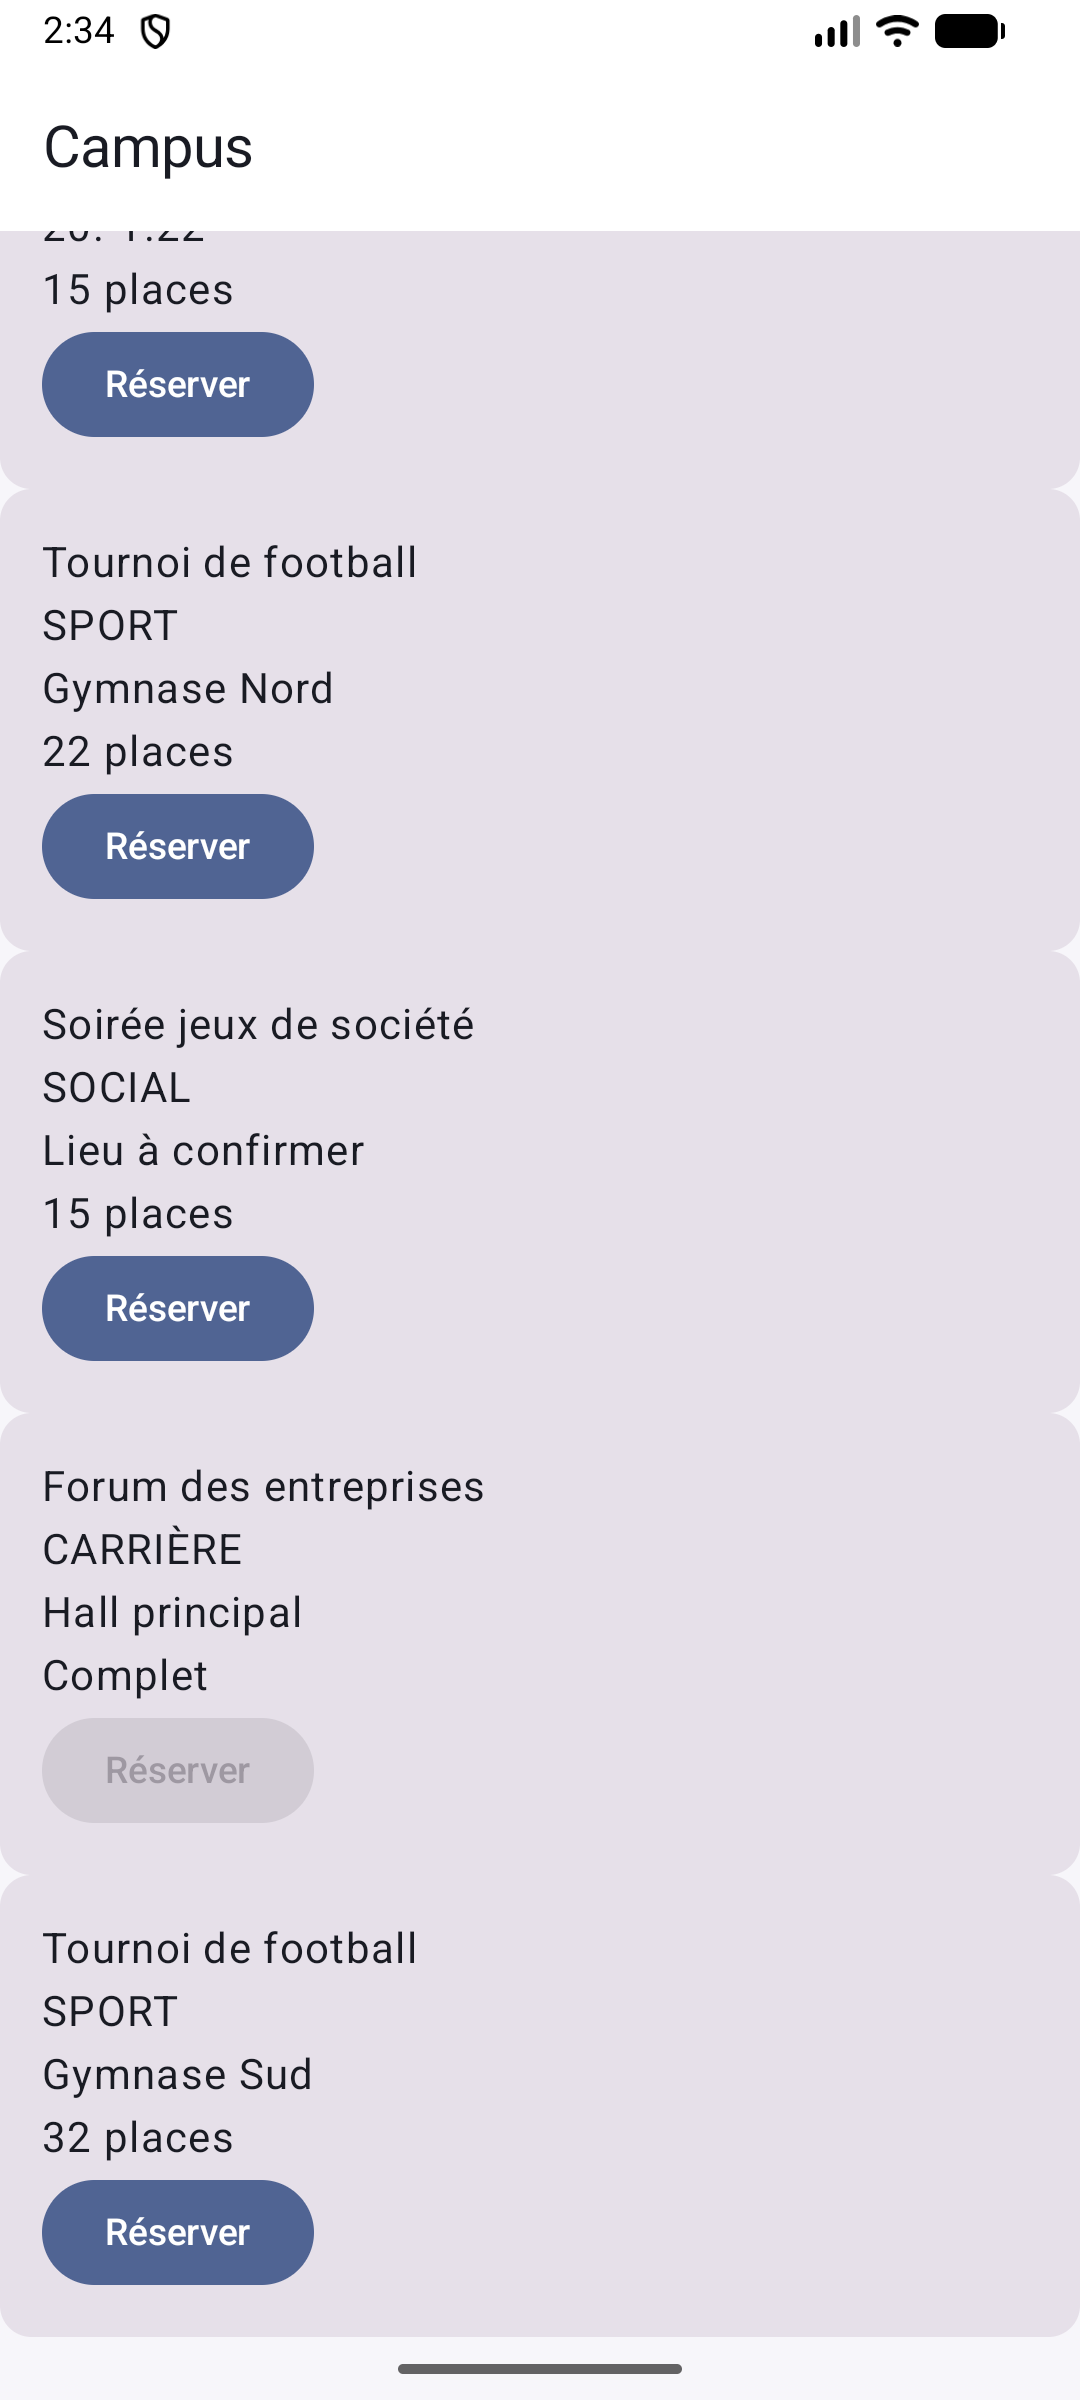 2:34
Campus
15 places
Réserver
Tournoi de football
SPORT
Gymnase Nord
22 places
Réserver
Soirée jeux de société
SOCIAL
Lieu à confirmer
15 places
Réserver
Forum des entreprises
CARRIÈRE
Hall principal
Complet
Réserver
Tournoi de football
SPORT
Gymnase Sud
32 places
Réserver